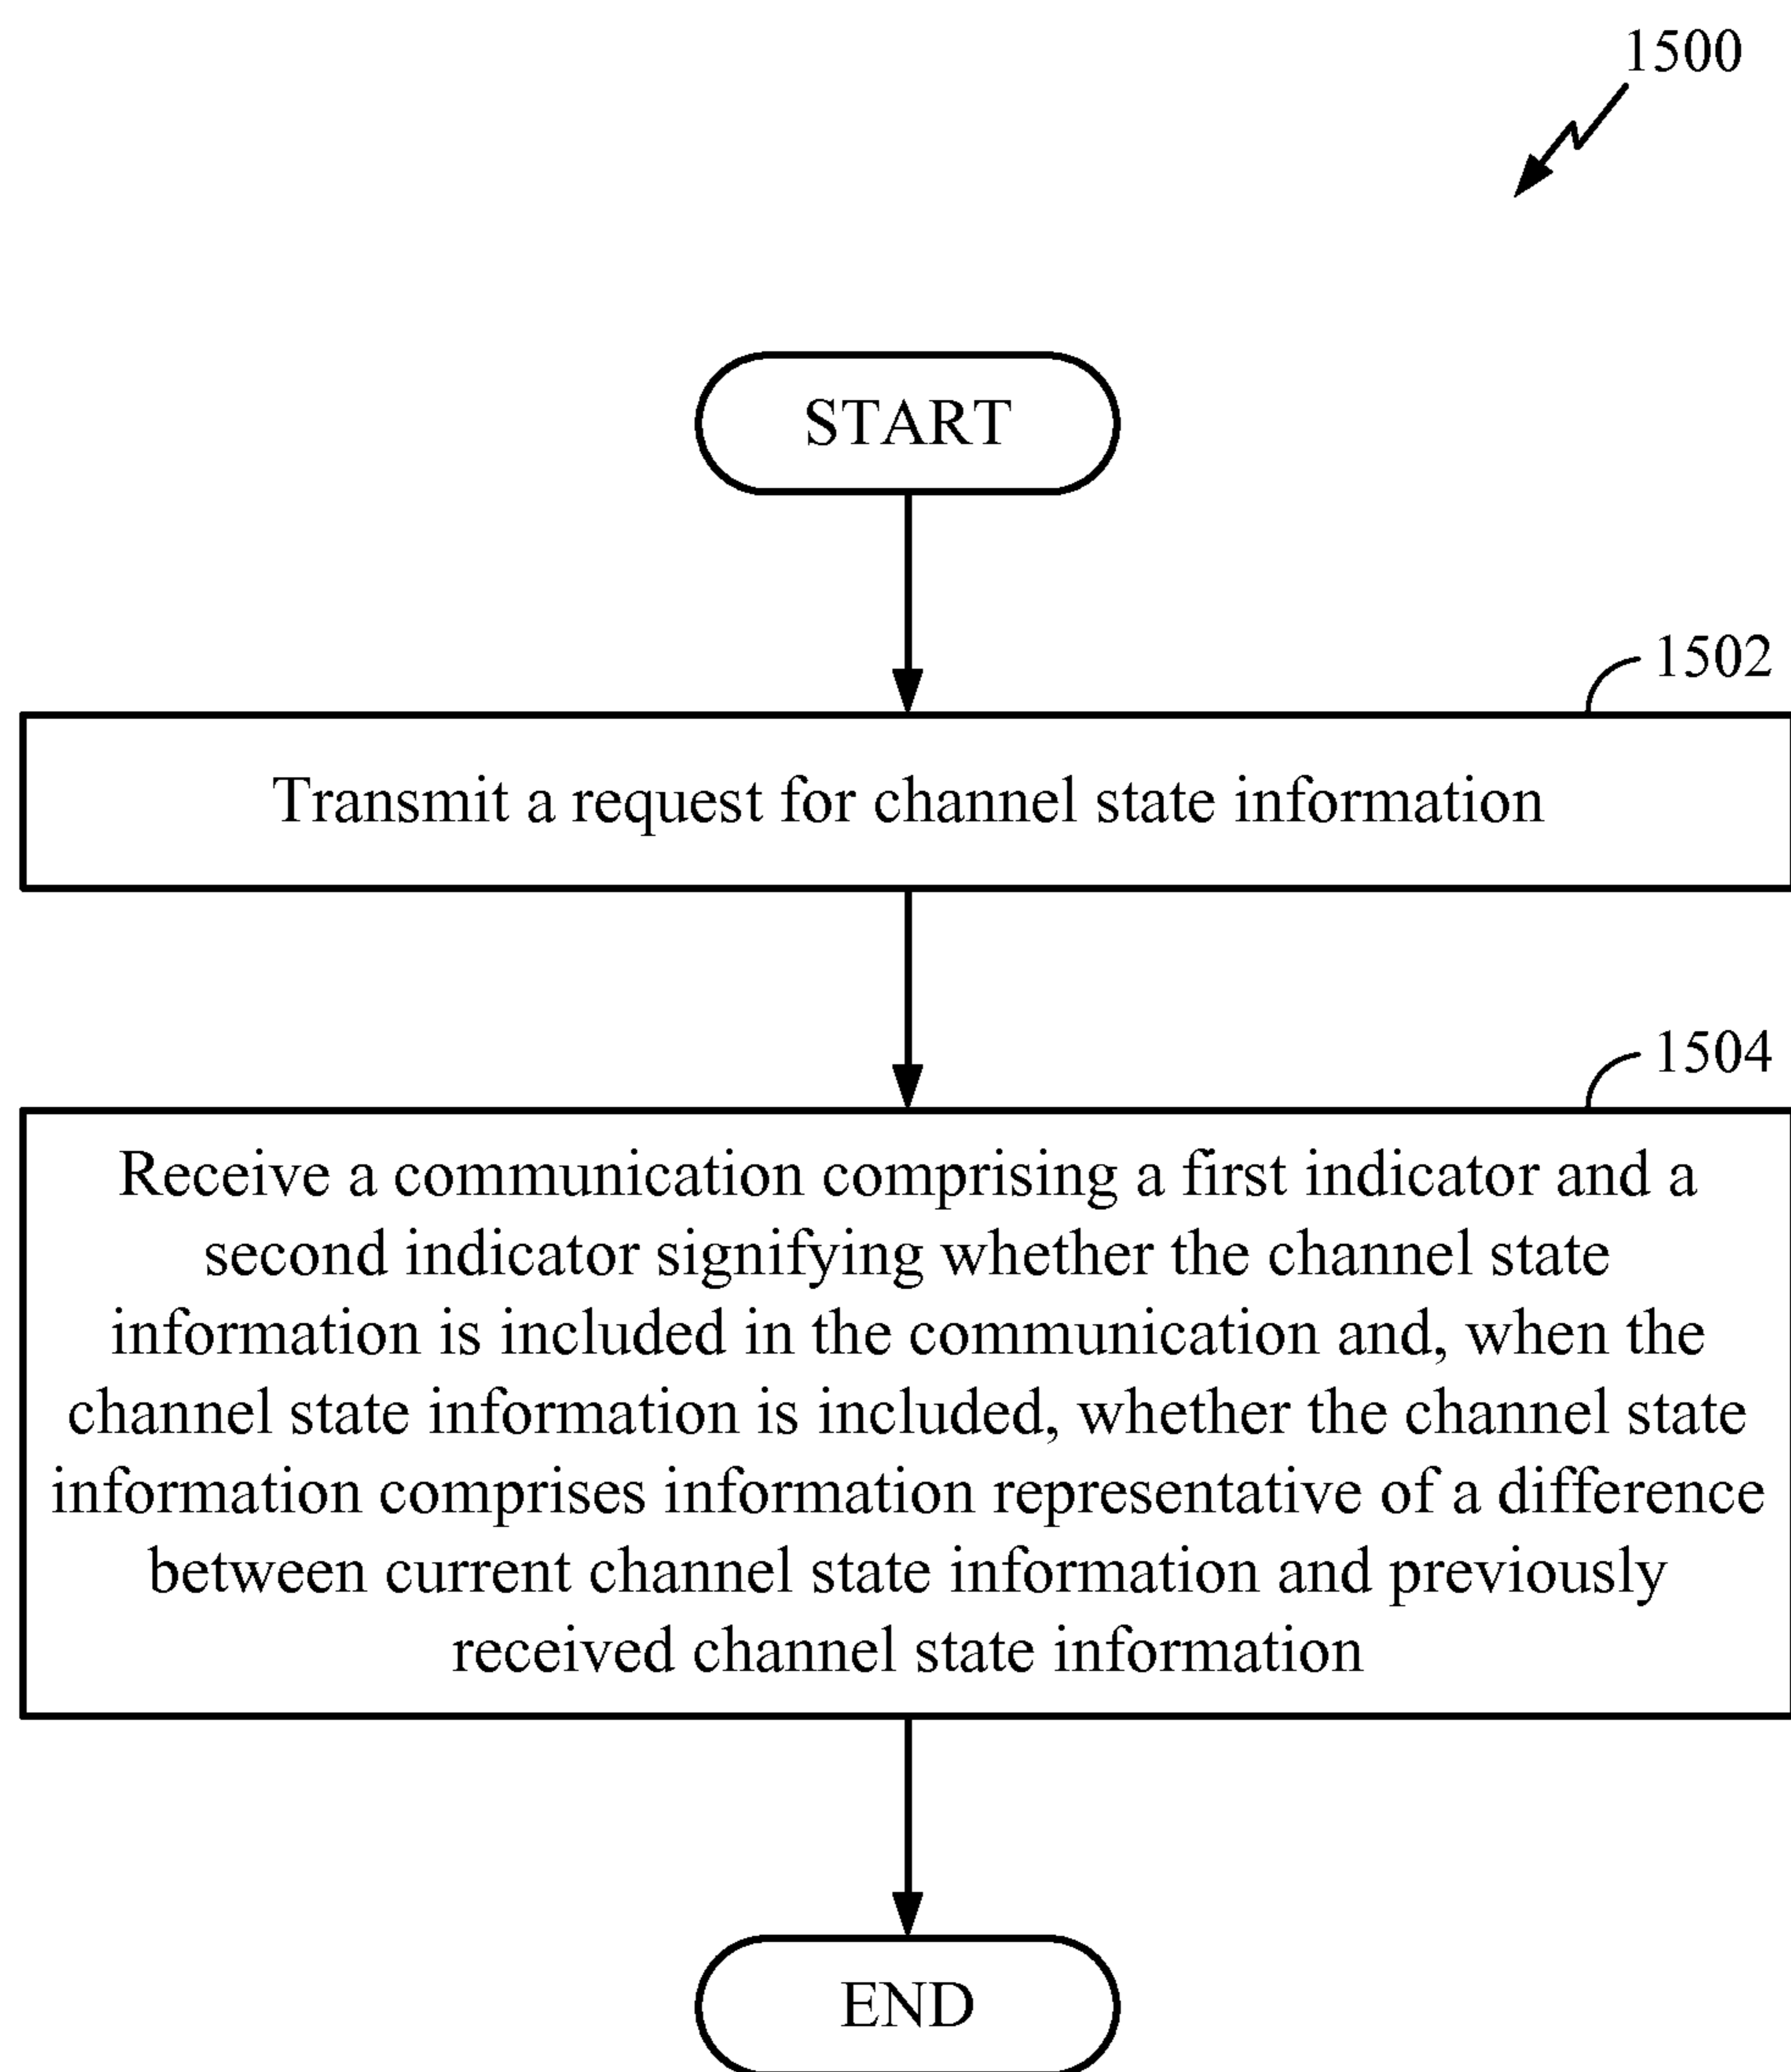 1500
START
1502
Transmit a request for channel state information
1504
Receive a communication comprising a first indicator and a
second indicator signifying whether the channel state
information is included in the communication and, when the
channel state information is included, whether the channel state
information comprises information representative of a difference
between current channel state information and previously
received channel state information
END